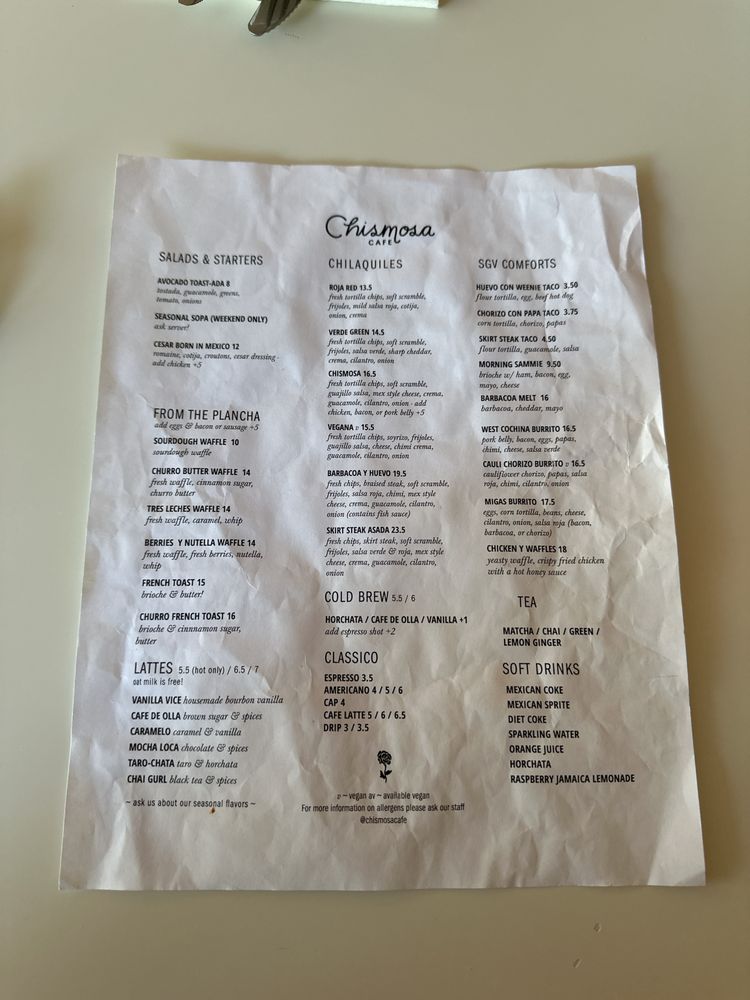 Chismosa
CAFE
SALADS & STARTERS
AVOCADO TOAST-ADA 8
tostada, guacamole, greens,
tomato, onions
SEASONAL SOPA (WEEKEND ONLY)
ask server!
CESAR BORN IN MEXICO 12
romaine, cotija, croutons, cesar dressing -
add chicken +5
FROM THE PLANCHA
add eggs & bacon or sausage +5
SOURDOUGH WAFFLE 10
sourdough waffle
CHURRO BUTTER WAFFLE 14
fresh waffle, cinnamon sugar,
churro butter
TRES LECHES WAFFLE 14
fresh waffle, caramel, whip
BERRIES Y NUTELLA WAFFLE 14
fresh waffle, fresh berries, nutella,
whip
FRENCH TOAST 15
brioche & butter!
CHURRO FRENCH TOAST 16
brioche & cinnnamon sugar,
butter
LATTES 5.5 (hot only) / 6.5 / 7
oat milk is free!
VANILLA VICE housemade bourbon vanilla
CAFE DE OLLA brown sugar & spices
CARAMELO caramel & vanilla
MOCHA LOCA chocolate & spices
TARO-CHATA taro & horchata
CHAI GURL black tea & spices
~ ask us about our seasonal flavors ~
CHILAQUILES
ROJA RED 13.5
fresh tortilla chips, soft scramble,
frijoles, mild salsa roja, cotija,
onion, crema
VERDE GREEN 14.5
fresh tortilla chips, soft scramble,
frijoles, salsa verde, sharp cheddar,
crema, cilantro, onion
CHISMOSA 16.5
fresh tortilla chips, soft scramble,
guajillo salsa, mex style cheese, crema,
guacamole, cilantro, onion - add
chicken, bacon, or pork belly +5
VEGANA v 15.5
fresh tortilla chips, soyrizo, frijoles,
guajillo salsa, cheese, chimi crema,
guacamole, cilantro, onion
BARBACOA Y HUEVO 19.5
fresh chips, braised steak, soft scramble,
frijoles, salsa roja, chimi, mex style
cheese, crema, guacamole, cilantro,
onion (contains fish sauce)
SKIRT STEAK ASADA 23.5
fresh chips, skirt steak, soft scramble,
frijoles, salsa verde & roja, mex style
cheese, crema, guacamole, cilantro,
onion
COLD BREW 5.5 / 6
HORCHATA / CAFE DE OLLA / VANILLA +1
add espresso shot +2
CLASSICO
ESPRESSO 3.5
AMERICANO 4 / 5 / 6
CAP 4
CAFE LATTE 5 / 6 / 6.5
DRIP 3 / 3.5
v ~ vegan av ~ available vegan
For more information on allergens please ask our staff
@chismosacafe
SGV COMFORTS
HUEVO CON WEENIE TACO 3.50
flour tortilla, egg, beef hot dog
CHORIZO CON PAPA TACO 3.75
corn tortilla, chorizo, papas
SKIRT STEAK TACO 4.50
flour tortilla, guacamole, salsa
MORNING SAMMIE 9.50
brioche w/ ham, bacon, egg,
mayo, cheese
BARBACOA MELT 16
barbacoa, cheddar, mayo
WEST COCHINA BURRITO 16.5
pork belly, bacon, eggs, papas,
chimi, cheese, salsa verde
CAULI CHORIZO BURRITO v 16.5
cauliflower chorizo, papas, salsa
roja, chimi, cilantro, onion
MIGAS BURRITO 17.5
eggs, corn tortilla, beans, cheese,
cilantro, onion, salsa roja (bacon,
barbacoa, or chorizo)
CHICKEN Y WAFFLES 18
yeasty waffle, crispy fried chicken
with a hot honey sauce
TEA
MATCHA / CHAI / GREEN /
LEMON GINGER
SOFT DRINKS
MEXICAN COKE
MEXICAN SPRITE
DIET COKE
SPARKLING WATER
ORANGE JUICE
HORCHATA
RASPBERRY JAMAICA LEMONADE